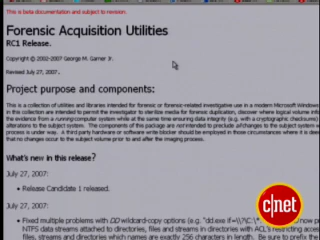 This is beta documentation and subject to revision.
Forensic Acquisition Utilities
RC1 Release.
Copyright © 2002-2007 George M. Garner Jr.
Revised July 27, 2007.
Project purpose and components:
This is a collection of utilities and libraries intended for forensic or forensic-related investigative use in a modern Microsoft Windows
in the collection are intended to permit the investigator to sterilize media for forensic duplication, discover where logical volume infor
the evidence from a running computer system while at the same time ensuring data integrity (e.g. with a cryptographic checksums)
alterations to the subject system. The components of this package are not intended to preclude all changes to the subject system
process is under way. A third party hardware or software write blocker should be employed in those circumstances where it is deem
that no changes occur to the subject volume prior to and after the imaging process.
What's new in this release?
July 27, 2007:
Release Candidate 1 released.
July 27, 2007:
Fixed multiple problems with DD wildcard-copy options (e.g. "dd.exe if=\\?\C:\*
NTFS data streams attached to directories, files and streams in directories with ACL's restricting acces
files, streams and directories which names are exactly 256 characters in length. Be sure to prefix the
c|net